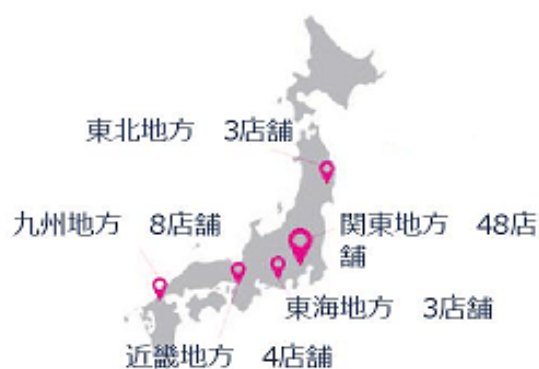 東北地方　3店舗
九州地方　8店舗
関東地方　48店
舗
東海地方　3店舗
近畿地方　4店舗